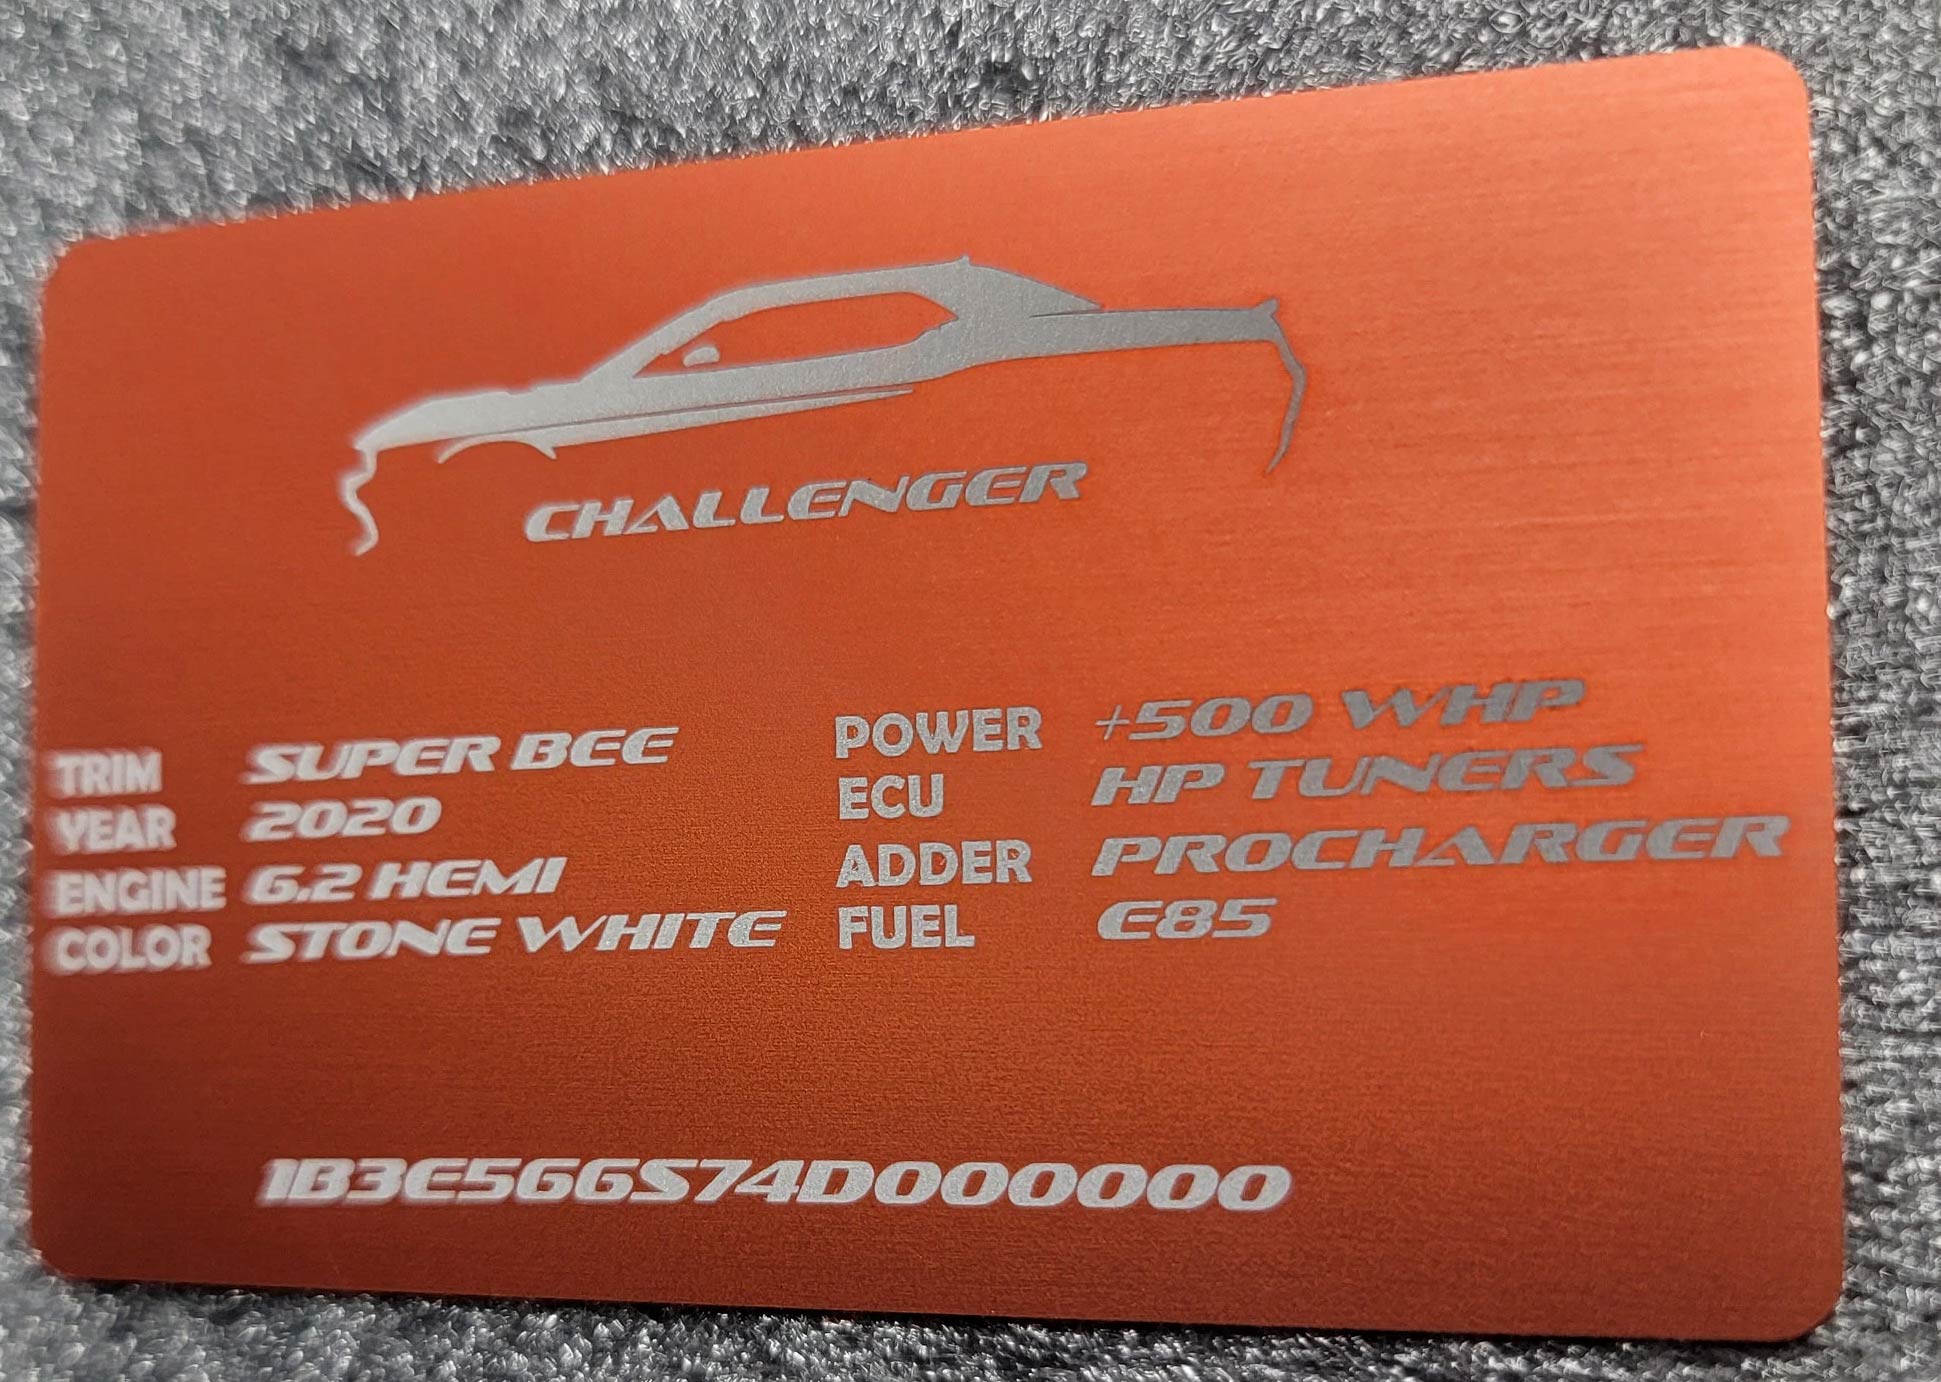 CHALLENGER
TRIM SUPER BEE
YEAR 2020
ENGINE 6.2 HEMI
COLOR STONE WHITE
POWER +500 WHP
ECU HP TUNERS
ADDER PROCHARGER
FUEL E85
1B3E566S74D000000